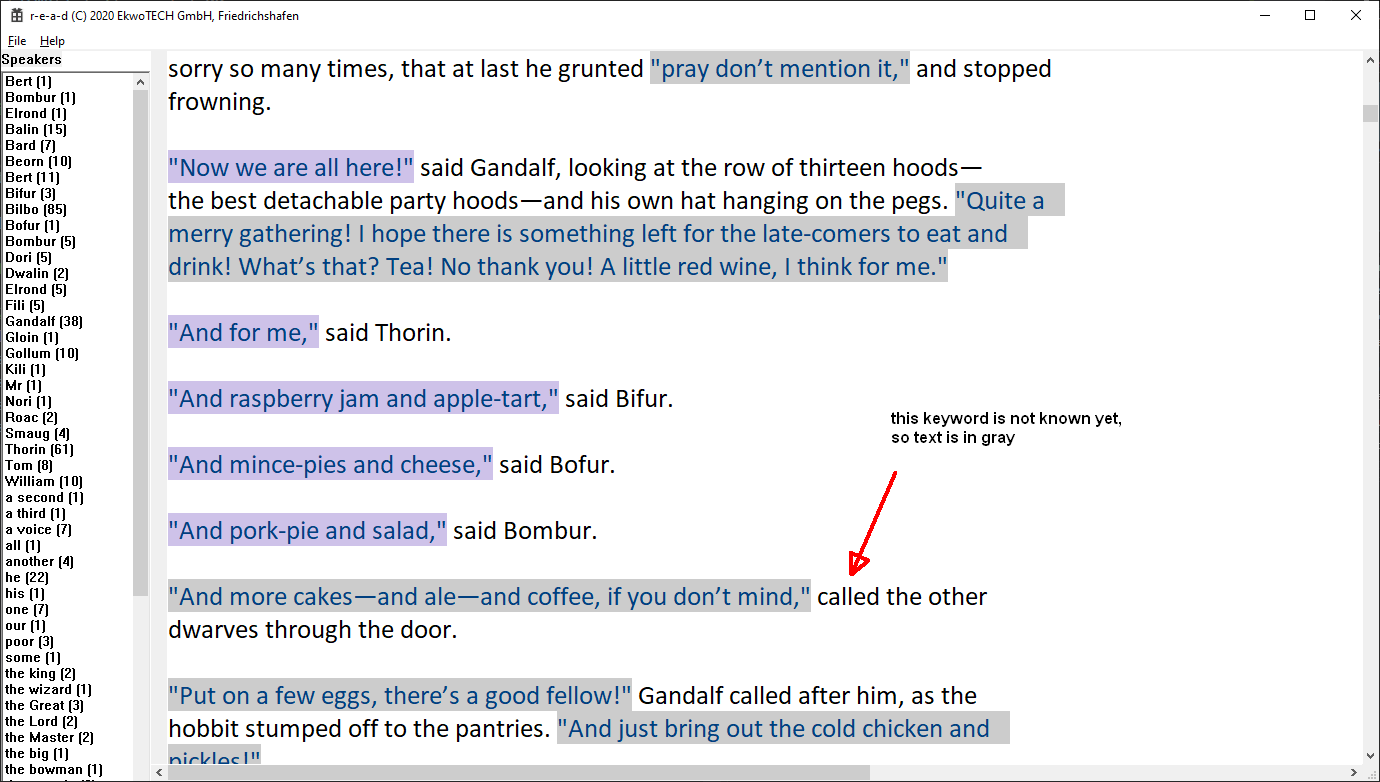 r-e-a-d (C) 2020 EkwoTECH GmbH, Friedrichshafen
File Help
Speakers
Bert (1)
Bombur (1)
Elrond (1)
Balin (15)
Bard (7)
Beorn (10)
Bert (11)
Bifur (3)
Bilbo (85)
Bofur (1)
Bombur (5)
Dori (5)
Dwalin (2)
Elrond (5)
Fili (5)
Gandalf (38)
Gloin (1)
Gollum (10)
Kili (1)
Mr (1)
Nori (1)
Roac (2)
Smaug (4)
Thorin (61)
Tom (8)
William (10)
a second (1)
a third (1)
a voice (7)
all (1)
another (4)
he (22)
his (1)
one (7)
our (1)
poor (3)
some (1)
the king (2)
the wizard (1)
the Great (3)
the Lord (2)
the Master (2)
the big (1)
the bowman (1)
sorry so many times, that at last he grunted "pray don’t mention it," and stopped
frowning.
"Now we are all here!" said Gandalf, looking at the row of thirteen hoods—
the best detachable party hoods—and his own hat hanging on the pegs. "Quite a
merry gathering! I hope there is something left for the late-comers to eat and
drink! What’s that? Tea! No thank you! A little red wine, I think for me."
"And for me," said Thorin.
"And raspberry jam and apple-tart," said Bifur.
"And mince-pies and cheese," said Bofur.
"And pork-pie and salad," said Bombur.
this keyword is not known yet,
so text is in gray
"And more cakes—and ale—and coffee, if you don’t mind," called the other
dwarves through the door.
"Put on a few eggs, there’s a good fellow!" Gandalf called after him, as the
hobbit stumped off to the pantries. "And just bring out the cold chicken and
pickles!"